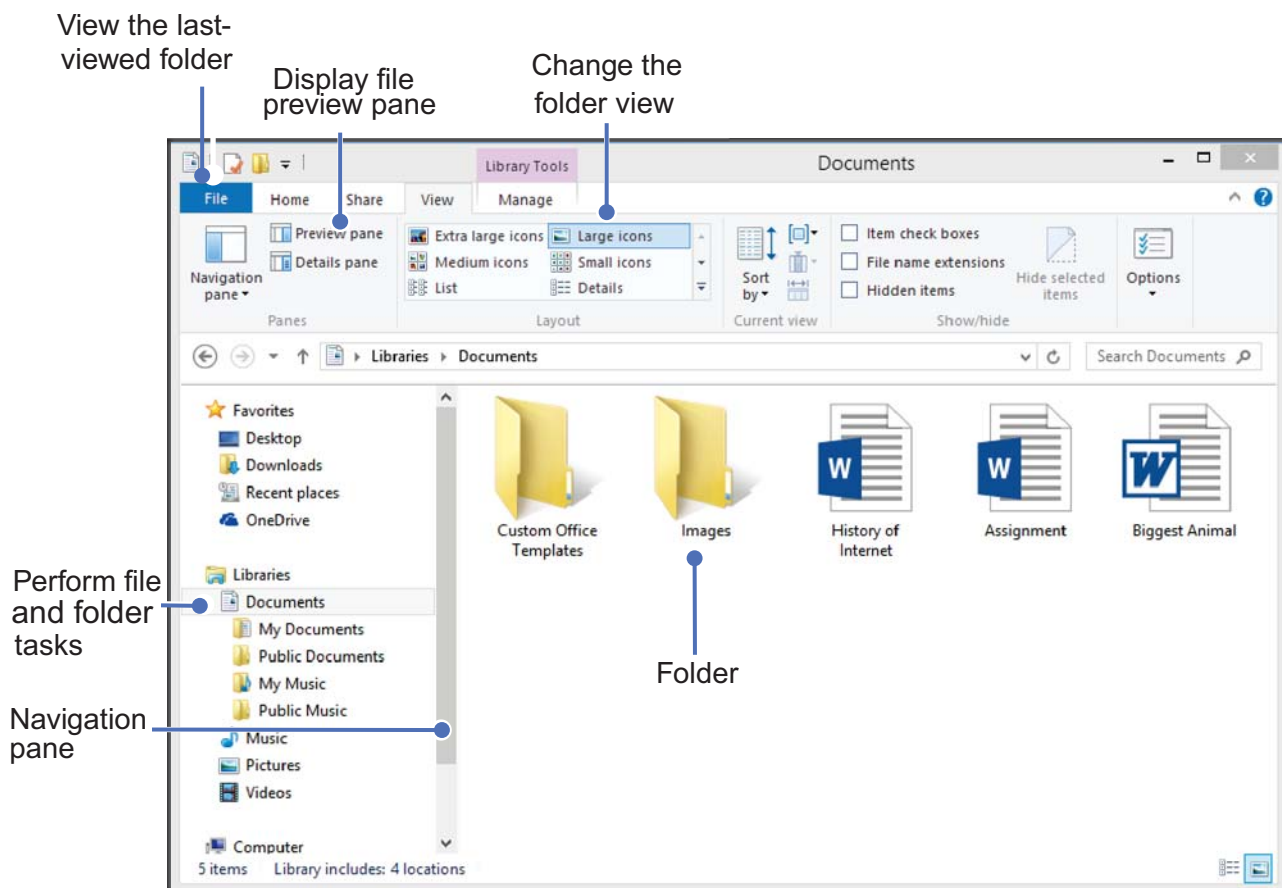 View the last-
viewed folder
Display file
preview pane
Change the
folder view
Library Tools
Documents
File Home Share View Manage
Preview pane
Details pane
Navigation
pane
Panes
Extra large icons Large icons
Medium icons Small icons
List Details
Layout
Sort
by
Current view
Item check boxes
File name extensions
Hidden items
Hide selected
items
Show/hide
Options
Libraries Documents
Search Documents
Favorites
Desktop
Downloads
Recent places
OneDrive
Libraries
Documents
My Documents
Public Documents
My Music
Public Music
Music
Pictures
Videos
Computer
Custom Office
Templates
Images
History of
Internet
Assignment
Biggest Animal
Perform file
and folder
tasks
Navigation
pane
Folder
5 items Library includes: 4 locations